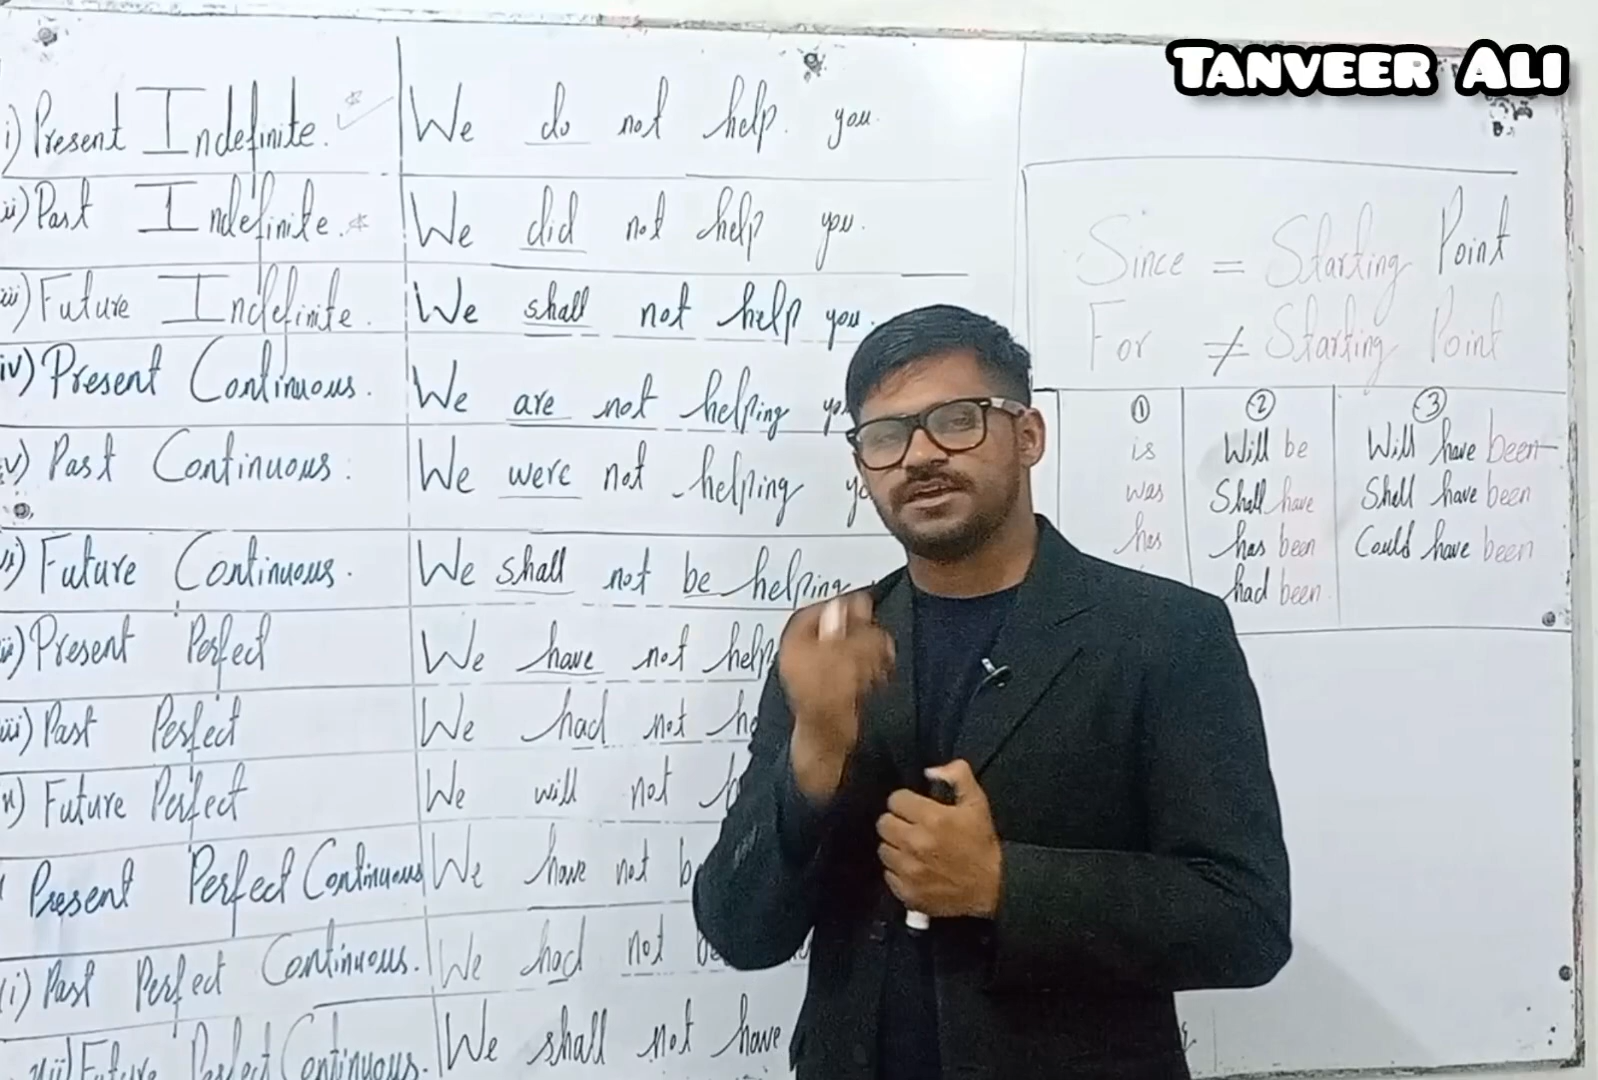 TANVEER ALI
i) Present Indefinite. We do not help you.
ii) Past Indefinite. We did not help you.
iii) Future Indefinite. We shall not help you.
iv) Present Continuous. We are not helping
v) Past Continuous. We were not helping
Future Continuous. We shall not be helping
Present Perfect We have not help
Past Perfect We had not
Future Perfect We will not
Present Perfect Continuous We have not
Past Perfect Continuous. We had not
Future Perfect Continuous. We shall not have
Since = Starting Point
For ≠ Starting Point
① ② ③
is Will be Will have been
was Shall have Shall have been
has has been Could have been
had been